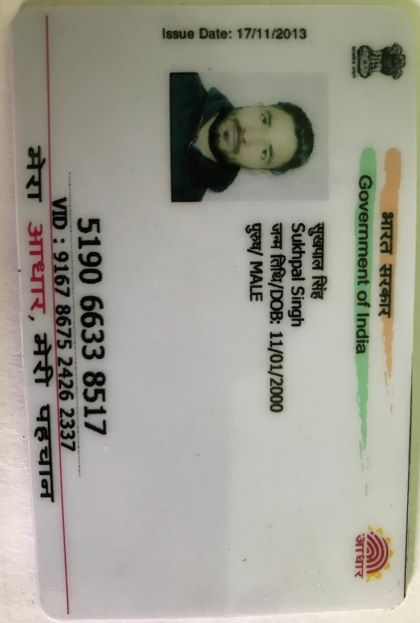 भारत सरकार
Government of India
आधार
Issue Date: 17/11/2013
सुखपाल सिंह
Sukhpal Singh
जन्म तिथि/DOB: 11/01/2000
पुरुष/ MALE
5190 6633 8517
VID : 9167 8675 2426 2337
मेरा आधार, मेरी पहचान